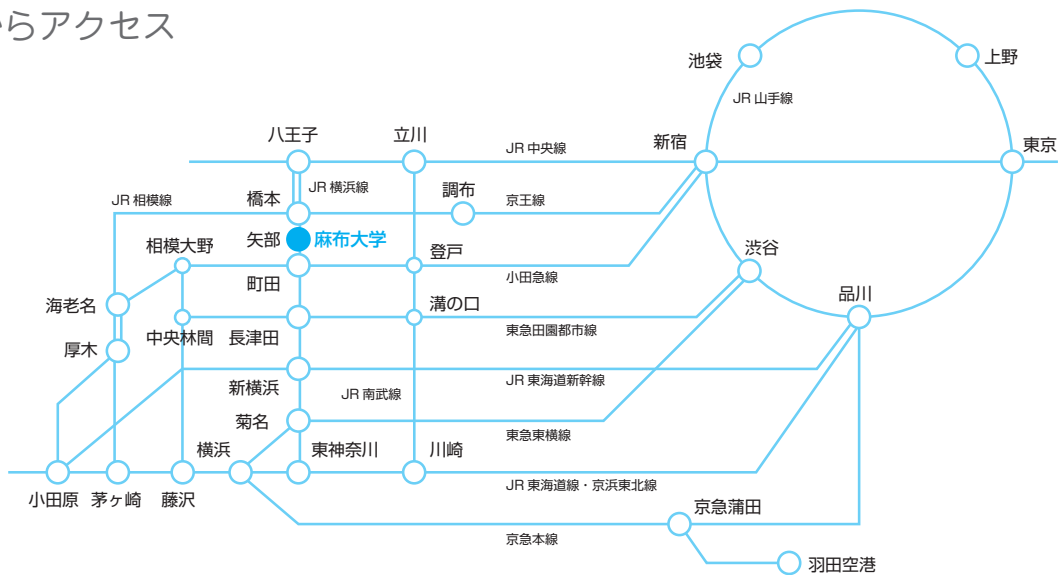 らアクセス
池袋
上野
JR 山手線
八王子
立川
JR 中央線
新宿
東京
JR 横浜線
JR 相模線
橋本
調布
京王線
矢部
麻布大学
相模大野
登戸
渋谷
町田
小田急線
海老名
品川
溝の口
中央林間
長津田
東急田園都市線
厚木
新横浜
JR 南武線
JR 東海道新幹線
菊名
東急東横線
横浜
東神奈川
川崎
小田原
茅ヶ崎
藤沢
JR 東海道線・京浜東北線
京急蒲田
京急本線
羽田空港